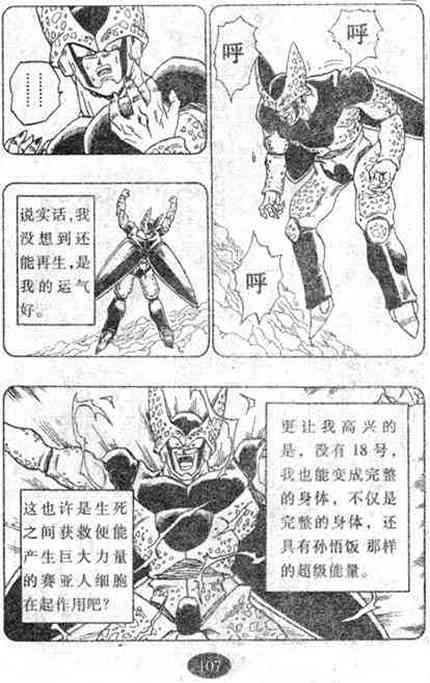 呼
呼
呼
………
说实话,我
没想到还
能再生,是
我的运气
好。
更让我高兴的
是,没有18号,
我也能变成完整
的身体,不仅是
完整的身体,还
具有孙悟饭 那样
的超级能量。
这也许是生死
之间获救便能
产生巨大力量
的赛亚人细胞
在起作用吧?
107